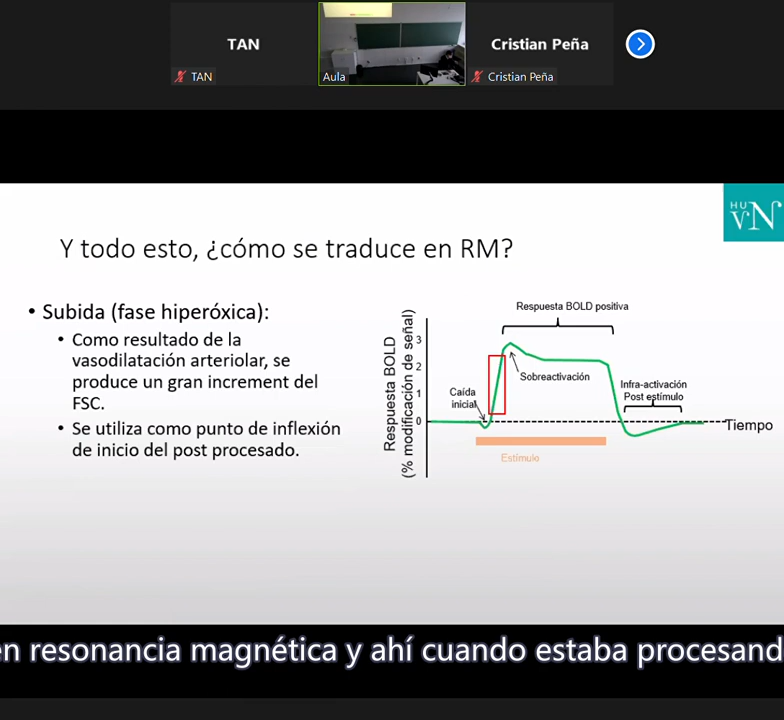 TAN
Cristian Peña
TAN
Aula
Cristian Peña
HU
VN
Y todo esto, ¿cómo se traduce en RM?
• Subida (fase hiperóxica):
• Como resultado de la
vasodilatación arteriolar, se
produce un gran increment del
FSC.
• Se utiliza como punto de inflexión
de inicio del post procesado.
Respuesta BOLD
(% modificación de señal)
3
2
1
0
Respuesta BOLD positiva
Sobreactivación
Caída
inicial
Infra-activación
Post estímulo
Tiempo
Estímulo
en resonancia magnética y ahí cuando estaba procesand